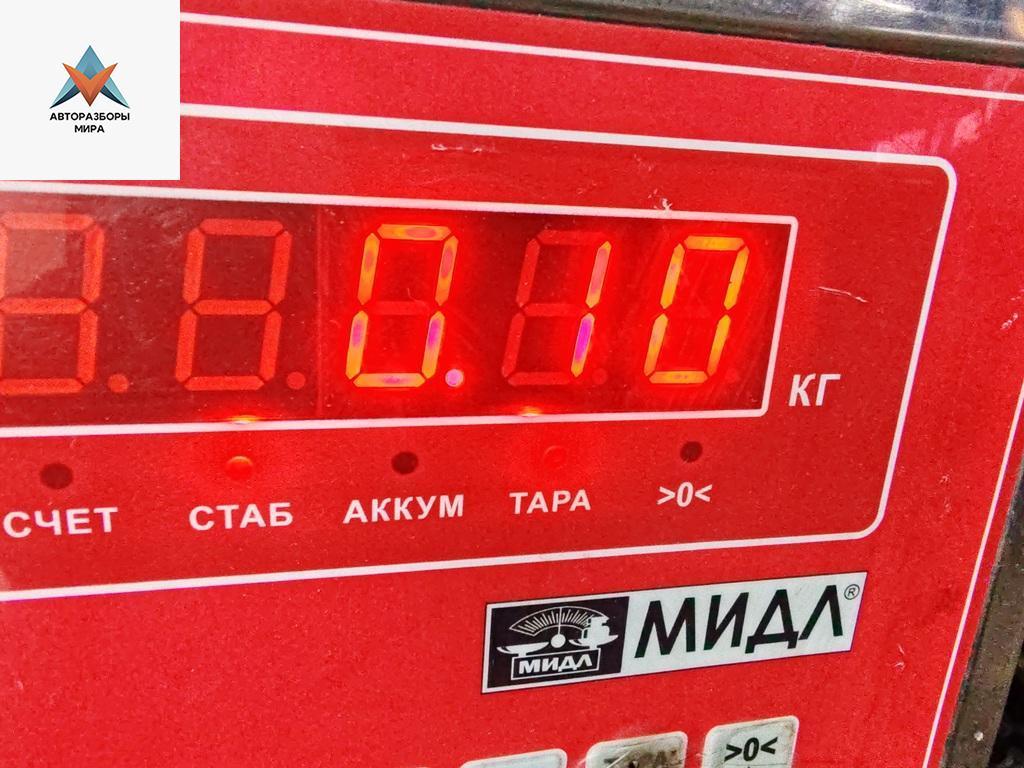 АВТОРАЗБОРЫ
МИРА
0.10
КГ
СЧЕТ СТАБ АККУМ ТАРА >0<
МИДЛ МИДЛ®
>0<